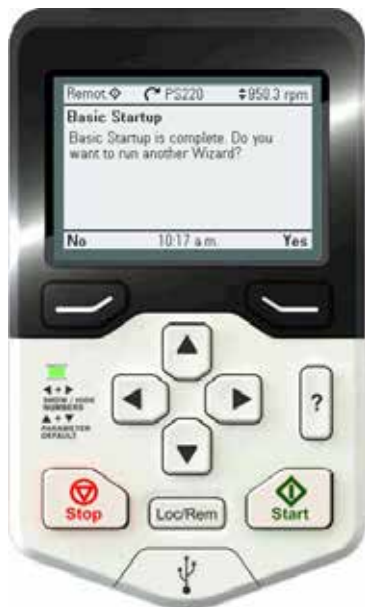 Remot PS220 950.3 rpm
Basic Startup
Basic Startup is complete. Do you
want to run another Wizard?
No 10:17 a.m. Yes
SHOW / HIDE
NUMBERS
PARAMETER
DEFAULT
?
Stop
Loc/Rem
Start